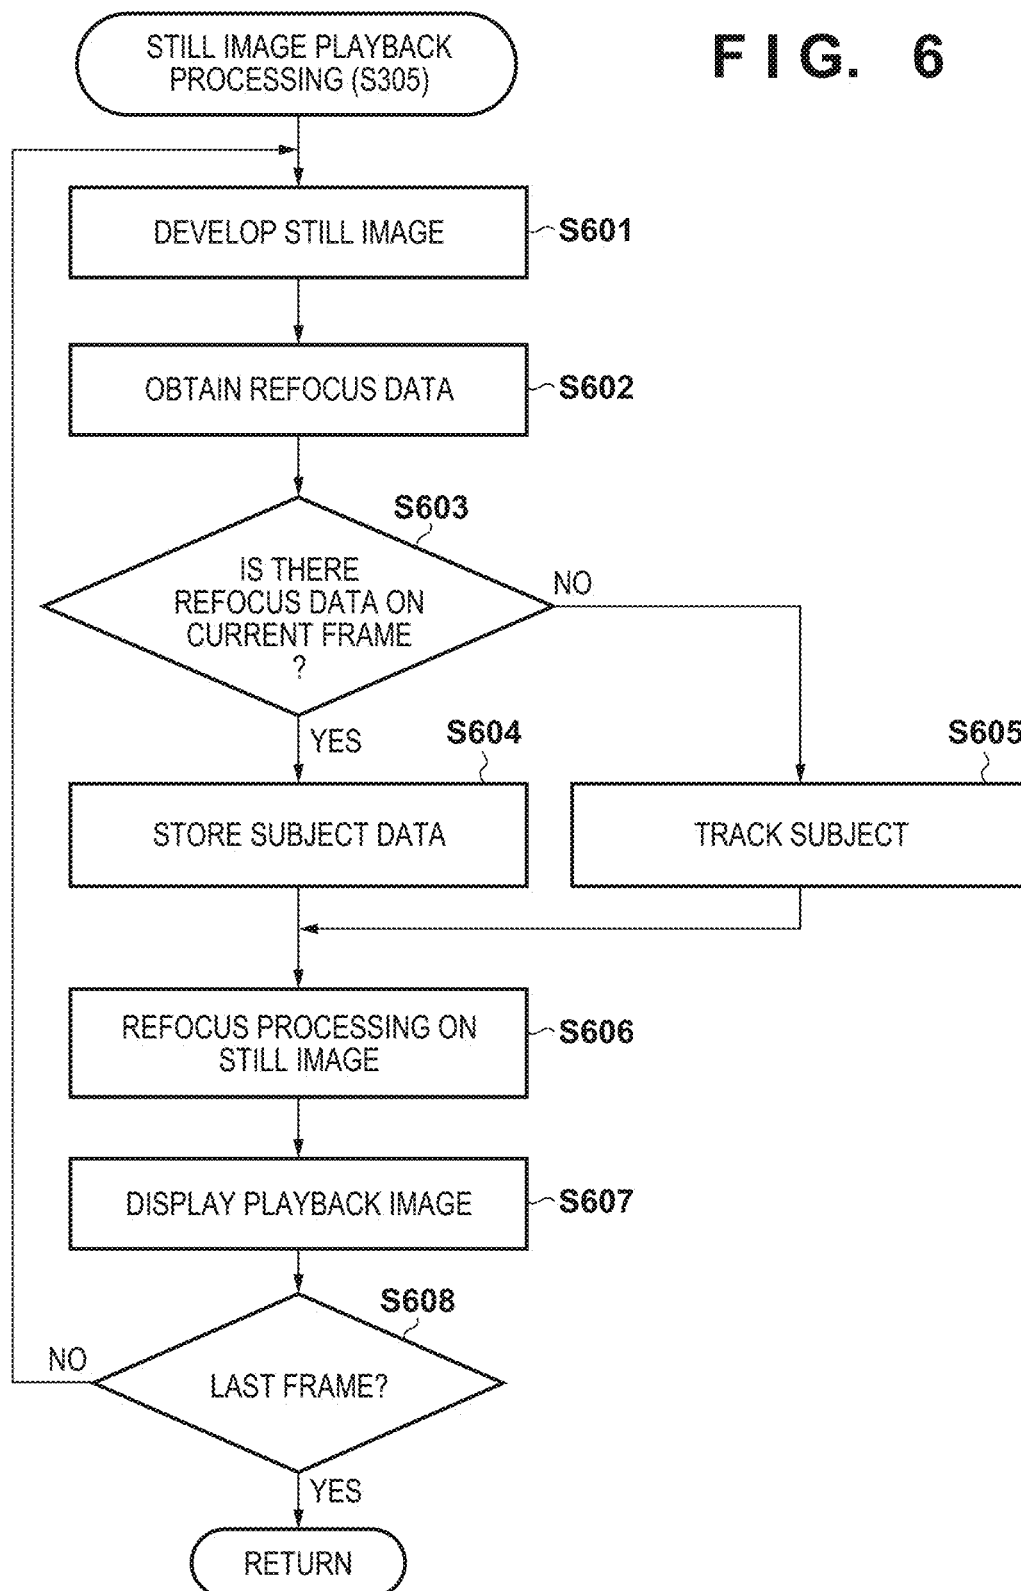 FIG. 6
STILL IMAGE PLAYBACK
PROCESSING (S305)
DEVELOP STILL IMAGE
S601
OBTAIN REFOCUS DATA
S602
S603
IS THERE
REFOCUS DATA ON
CURRENT FRAME
?
NO
YES
S604
STORE SUBJECT DATA
S605
TRACK SUBJECT
REFOCUS PROCESSING ON
STILL IMAGE
S606
DISPLAY PLAYBACK IMAGE
S607
S608
LAST FRAME?
NO
YES
RETURN